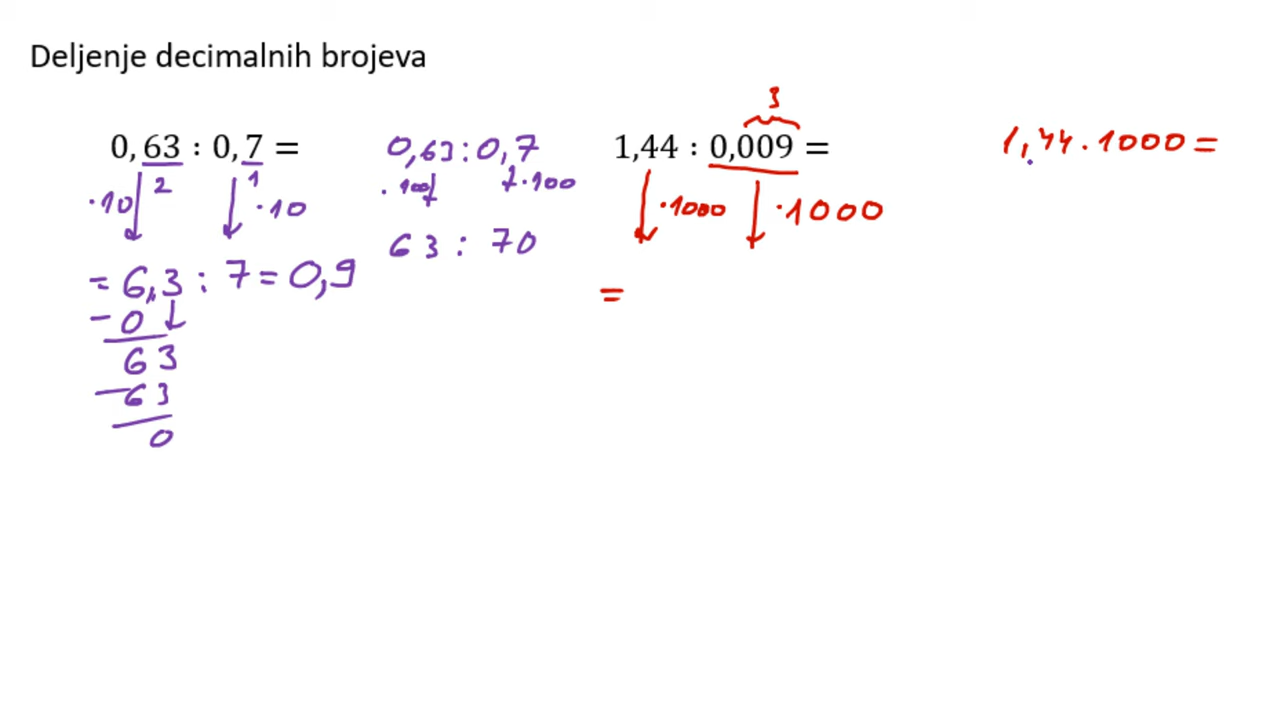 Deljenje decimalnih brojeva
0,63 : 0,7 =
2 1
·10 ·10
= 6,3 : 7 = 0,9
- 0
63
- 63
0
0,63 : 0,7
·100 ·100
63 : 70
3
1,44 : 0,009 =
·1000 ·1000
=
1,44 · 1000 =